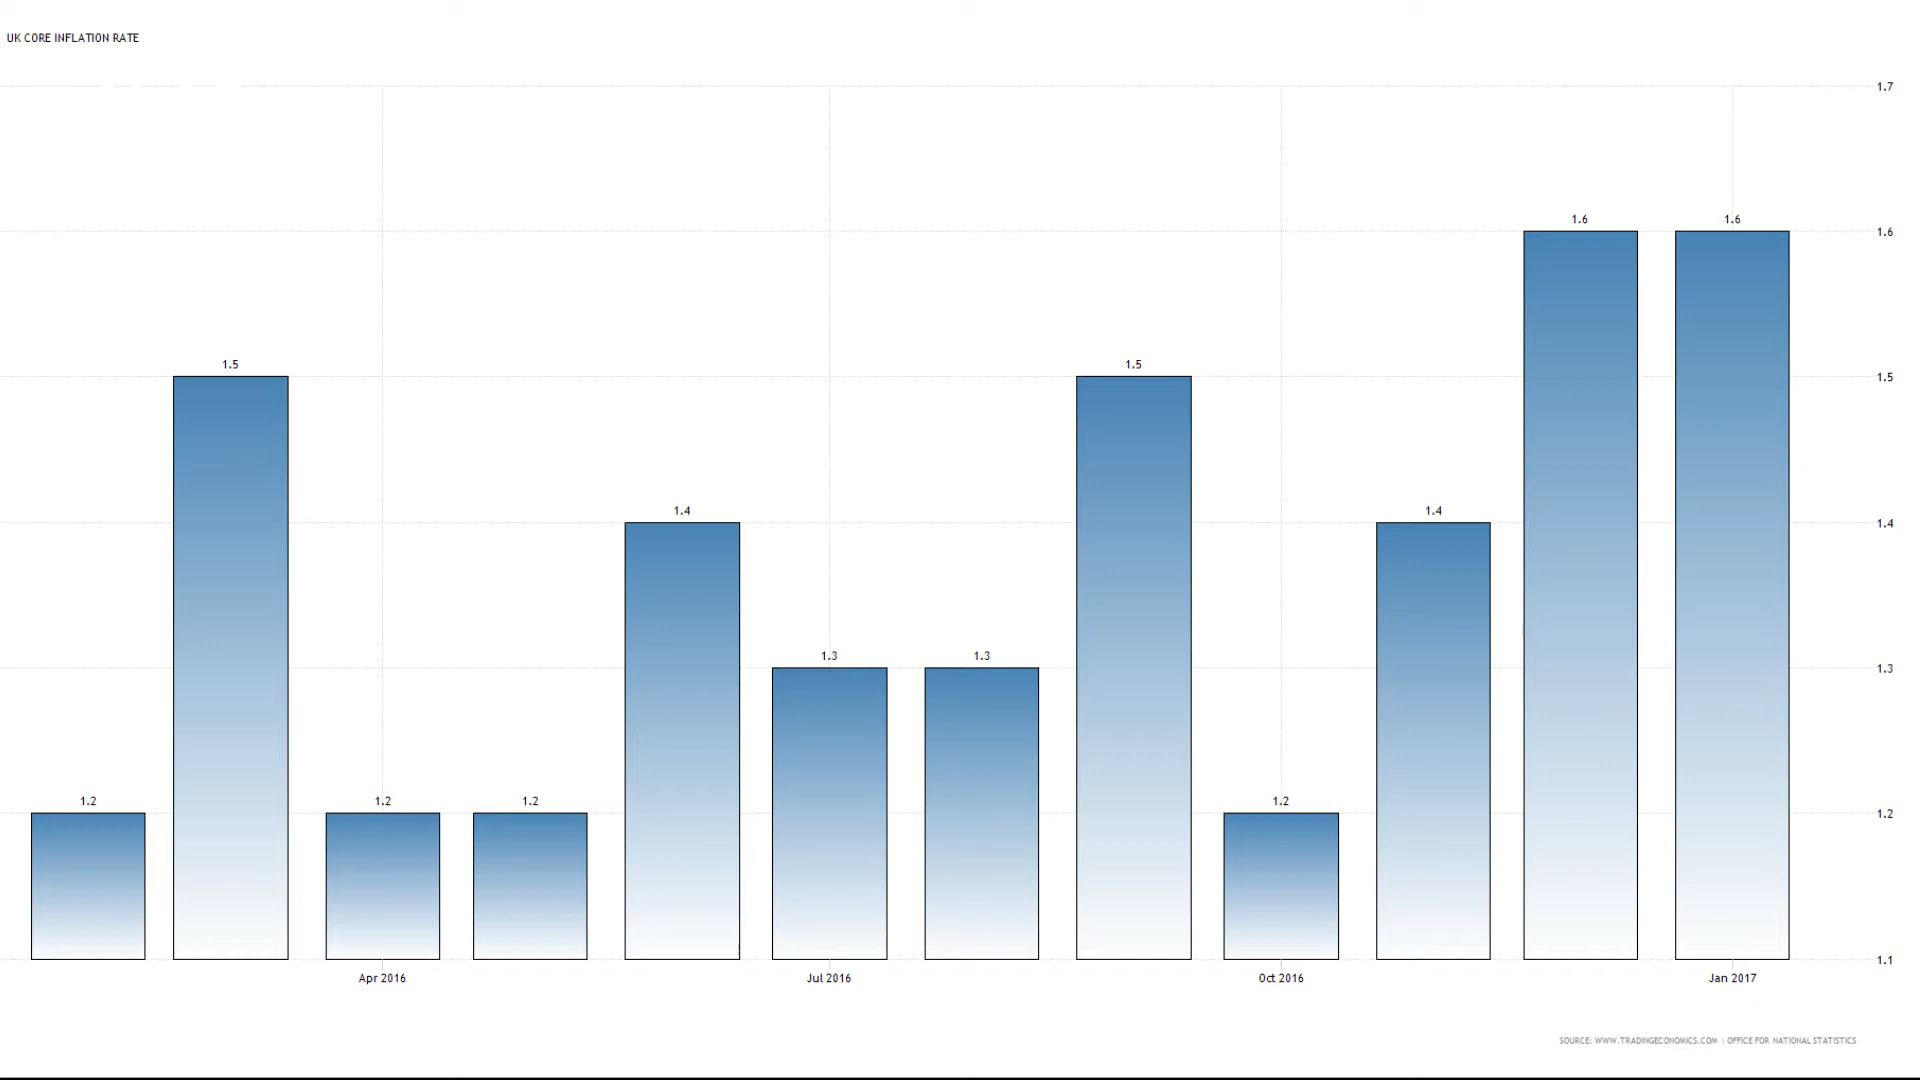 UK CORE INFLATION RATE
1.7
1.6 1.6
1.6
1.5 1.5
1.5
1.4 1.4
1.4
1.3 1.3
1.3
1.2 1.2 1.2 1.2
1.2
1.1
Apr 2016 Jul 2016 Oct 2016 Jan 2017
SOURCE: WWW.TRADINGECONOMICS.COM | OFFICE FOR NATIONAL STATISTICS